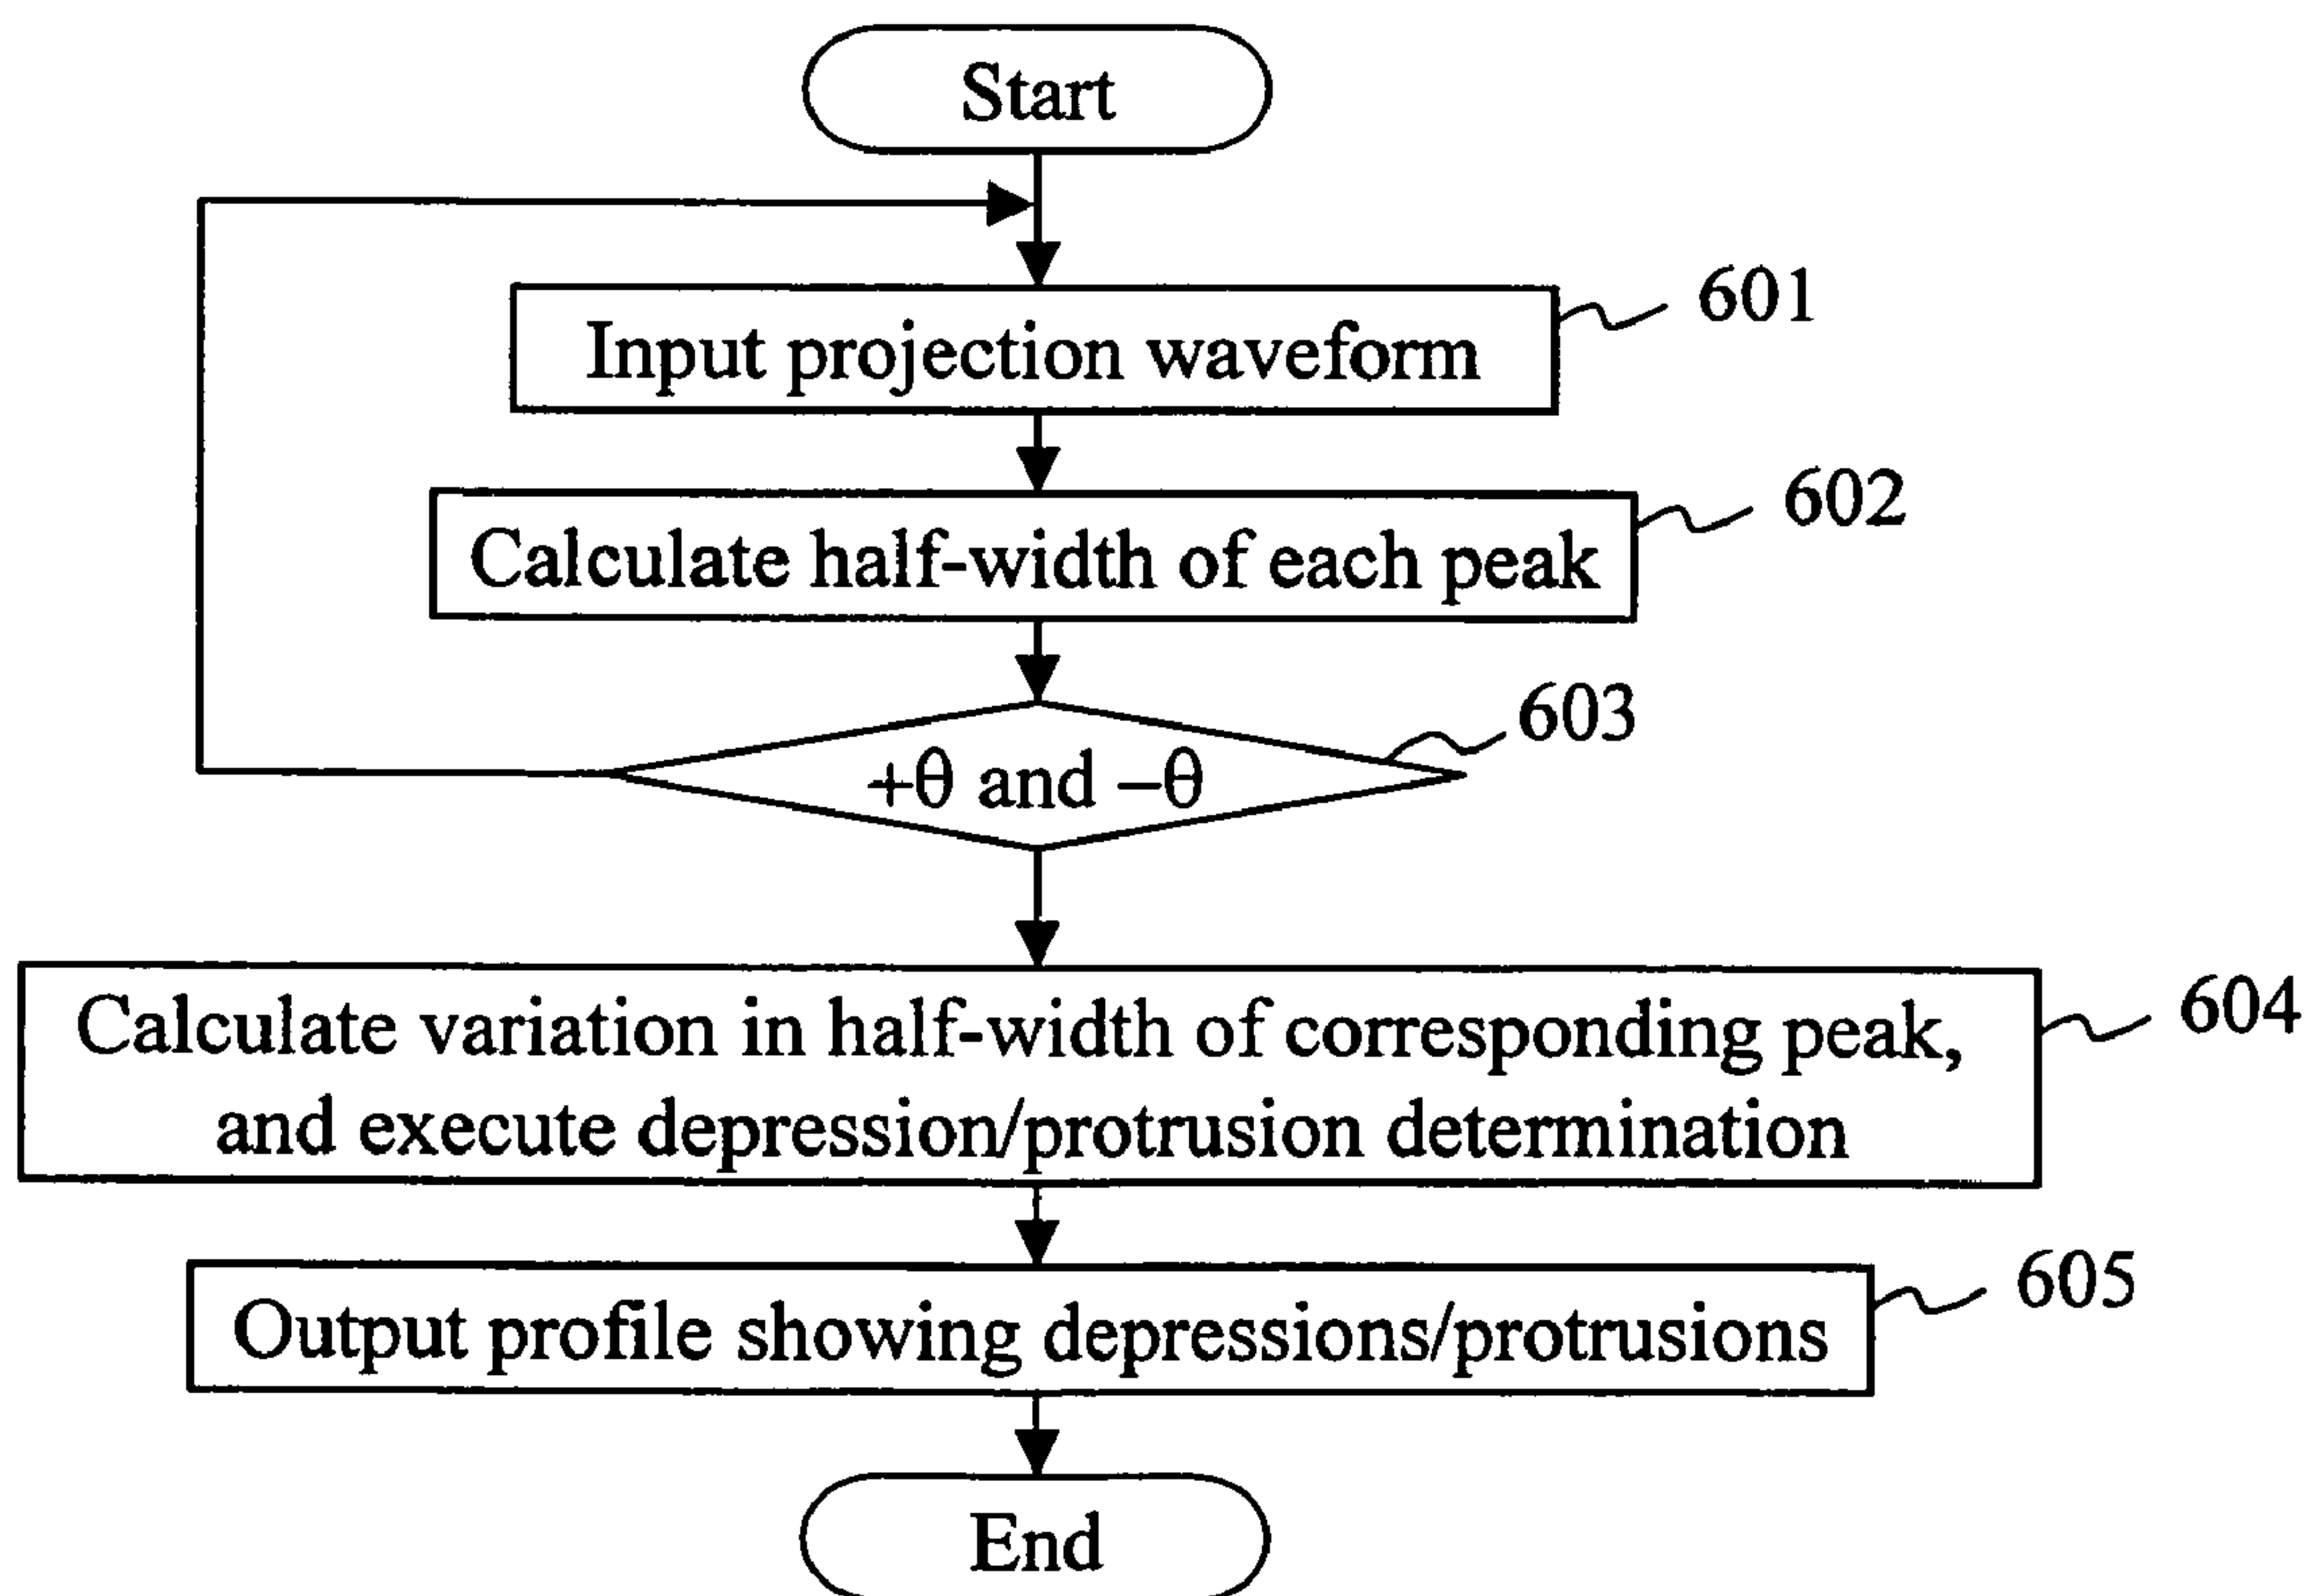 Start
Input projection waveform
601
Calculate half-width of each peak
602
+θ and −θ
603
Calculate variation in half-width of corresponding peak,
and execute depression/protrusion determination
604
Output profile showing depressions/protrusions
605
End